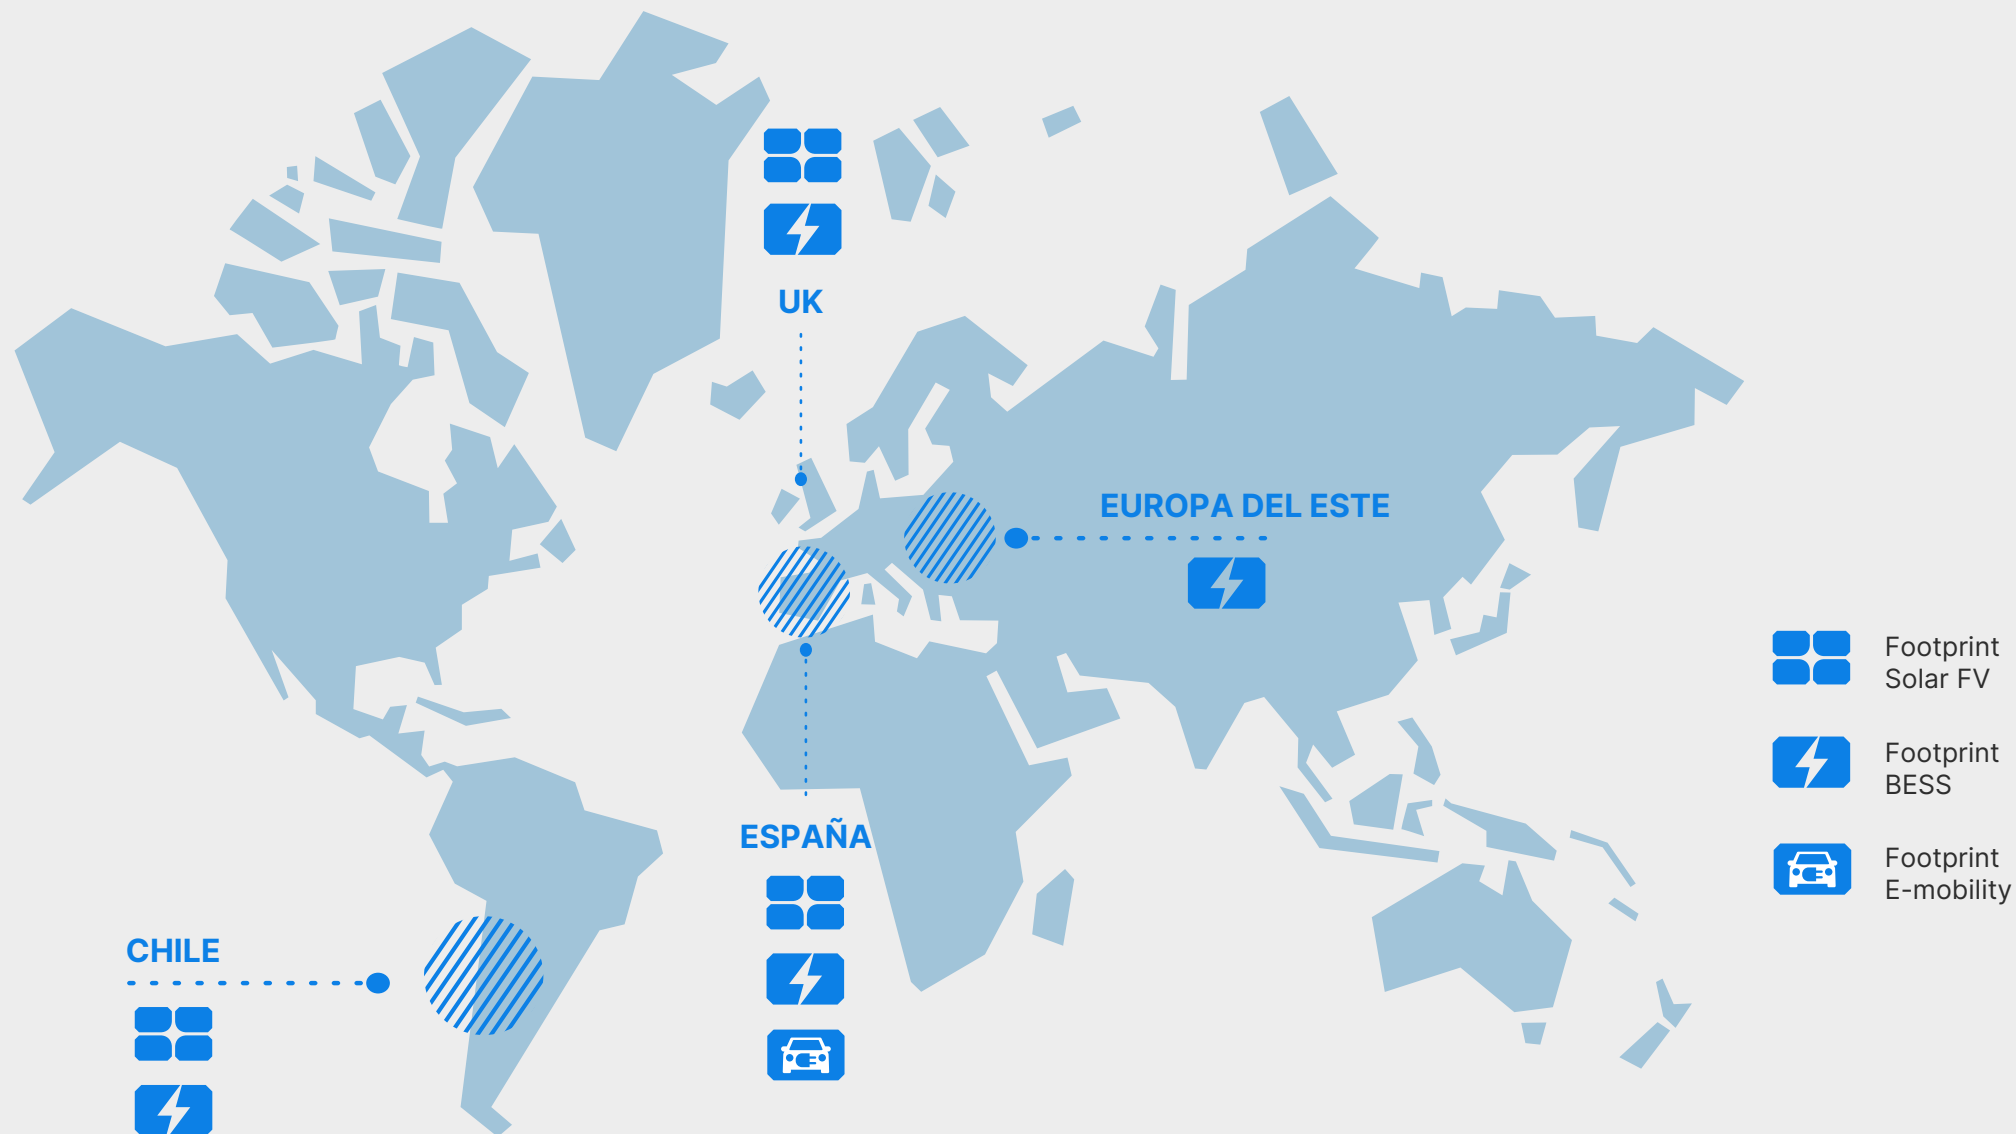 UK
EUROPA DEL ESTE
ESPAÑA
CHILE
Footprint
Solar FV
Footprint
BESS
Footprint
E-mobility